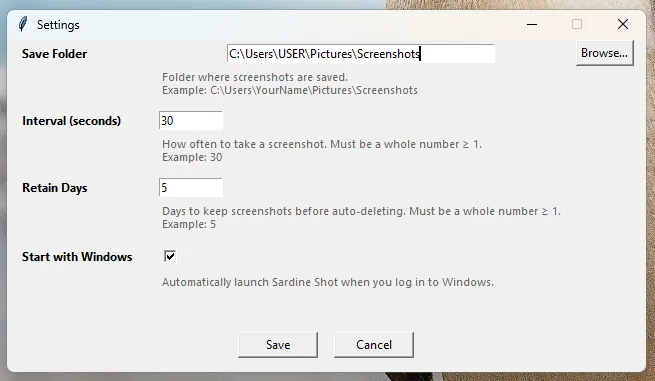 Settings
Save Folder C:\Users\USER\Pictures\Screenshots Browse...
Folder where screenshots are saved.
Example: C:\Users\YourName\Pictures\Screenshots
Interval (seconds) 30
How often to take a screenshot. Must be a whole number ≥ 1.
Example: 30
Retain Days 5
Days to keep screenshots before auto-deleting. Must be a whole number ≥ 1.
Example: 5
Start with Windows
Automatically launch Sardine Shot when you log in to Windows.
Save Cancel